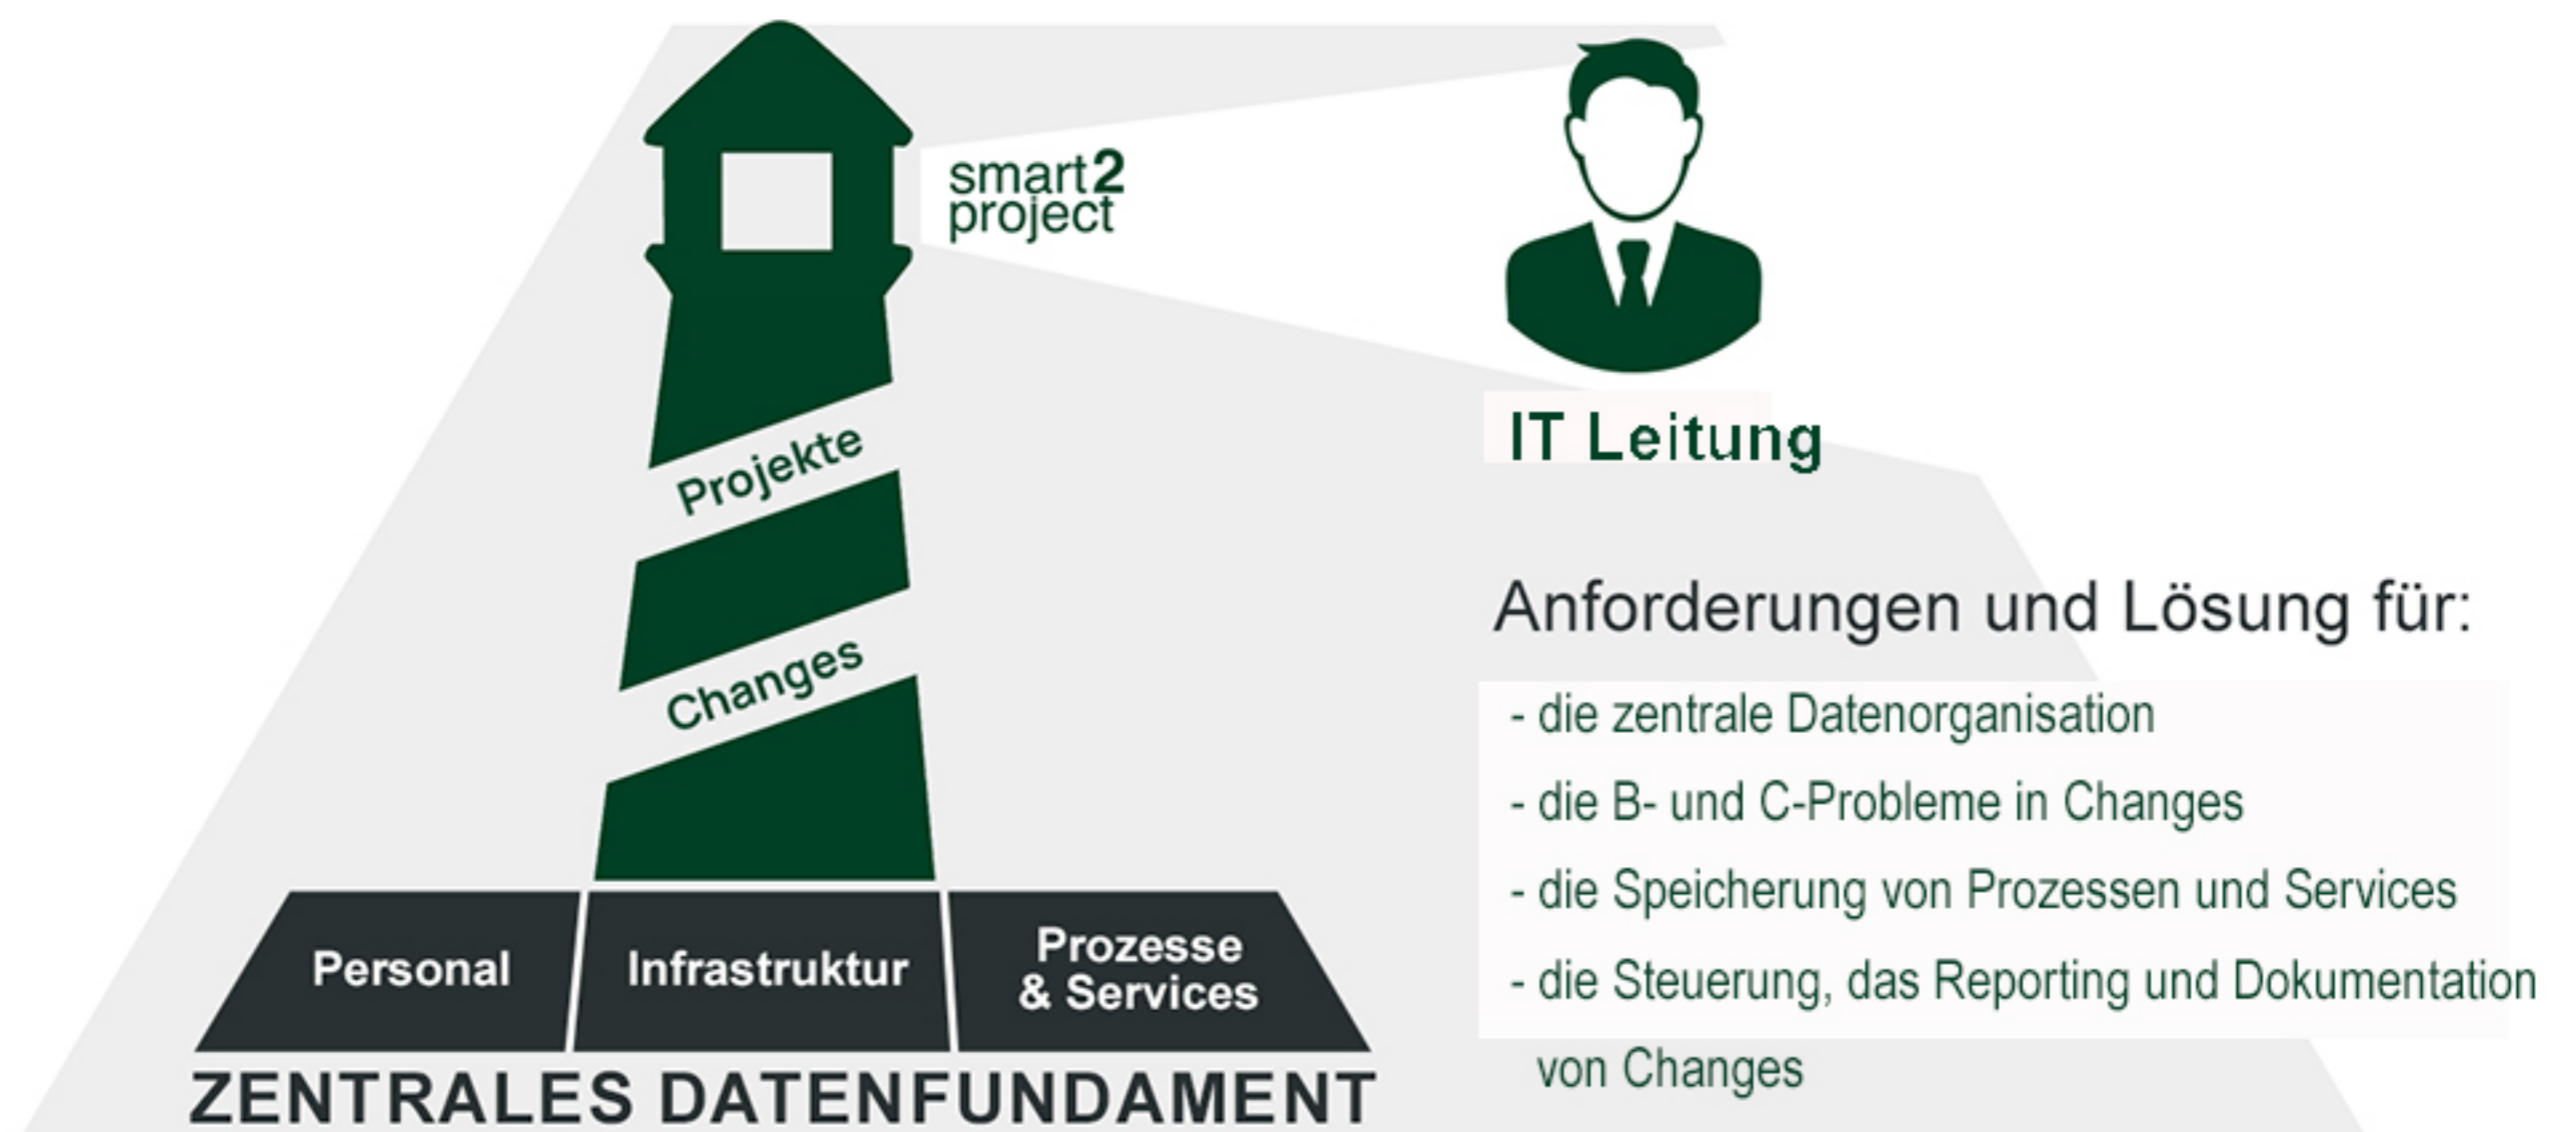 smart2
project
IT Leitung
Projekte
Changes
Anforderungen und Lösung für:
- die zentrale Datenorganisation
- die B- und C-Probleme in Changes
- die Speicherung von Prozessen und Services
- die Steuerung, das Reporting und Dokumentation
von Changes
Personal
Infrastruktur
Prozesse
& Services
ZENTRALES DATENFUNDAMENT